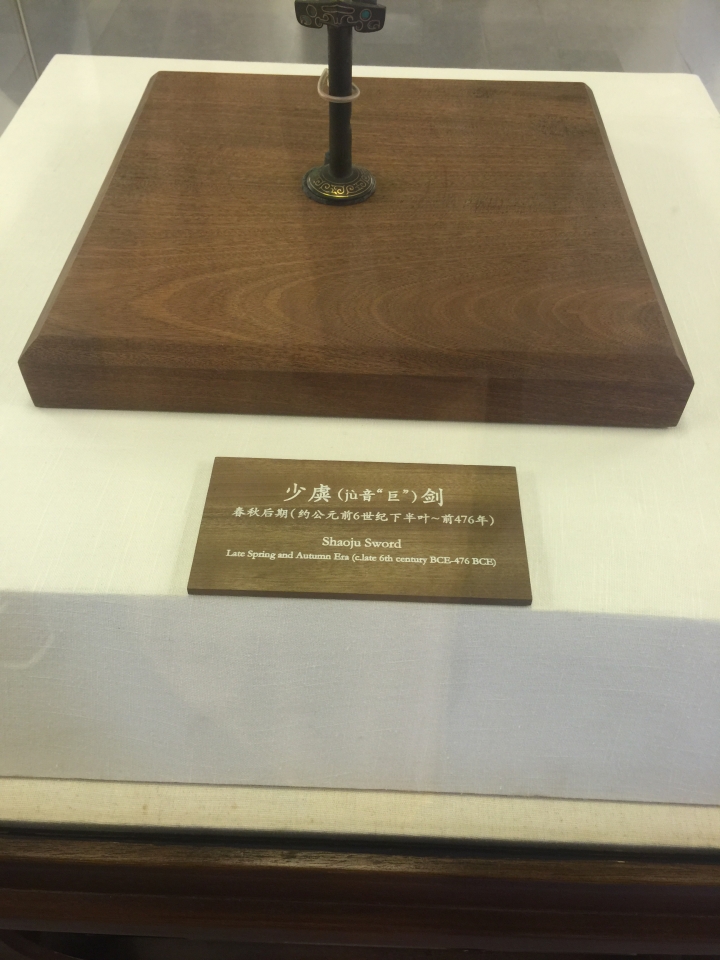 少虡(jù音“巨”)剑
春秋后期(约公元前6世纪下半叶~前476年)
Shaoju Sword
Late Spring and Autumn Era (c.late 6th century BCE-476 BCE)